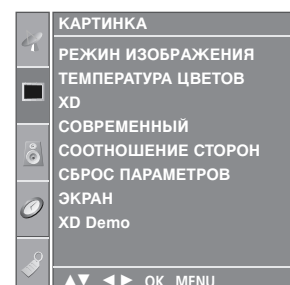 КАРТИНКА
РЕЖИН ИЗОБРАЖЕНИЯ
ТЕМПЕРАТУРА ЦВЕТОВ
XD
СОВРЕМЕННЫЙ
СООТНОШЕНИЕ СТОРОН
СБРОС ПАРАМЕТРОВ
ЭКРАН
XD Demo
▲▼ ◄► OK MENU